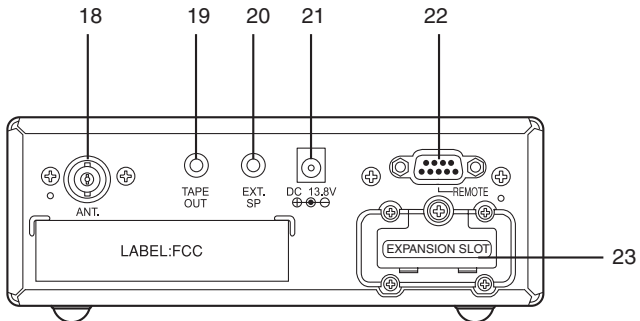 18 19 20 21 22
ANT.
TAPE
OUT
EXT.
SP
DC 13.8V
REMOTE
LABEL:FCC
EXPANSION SLOT
23